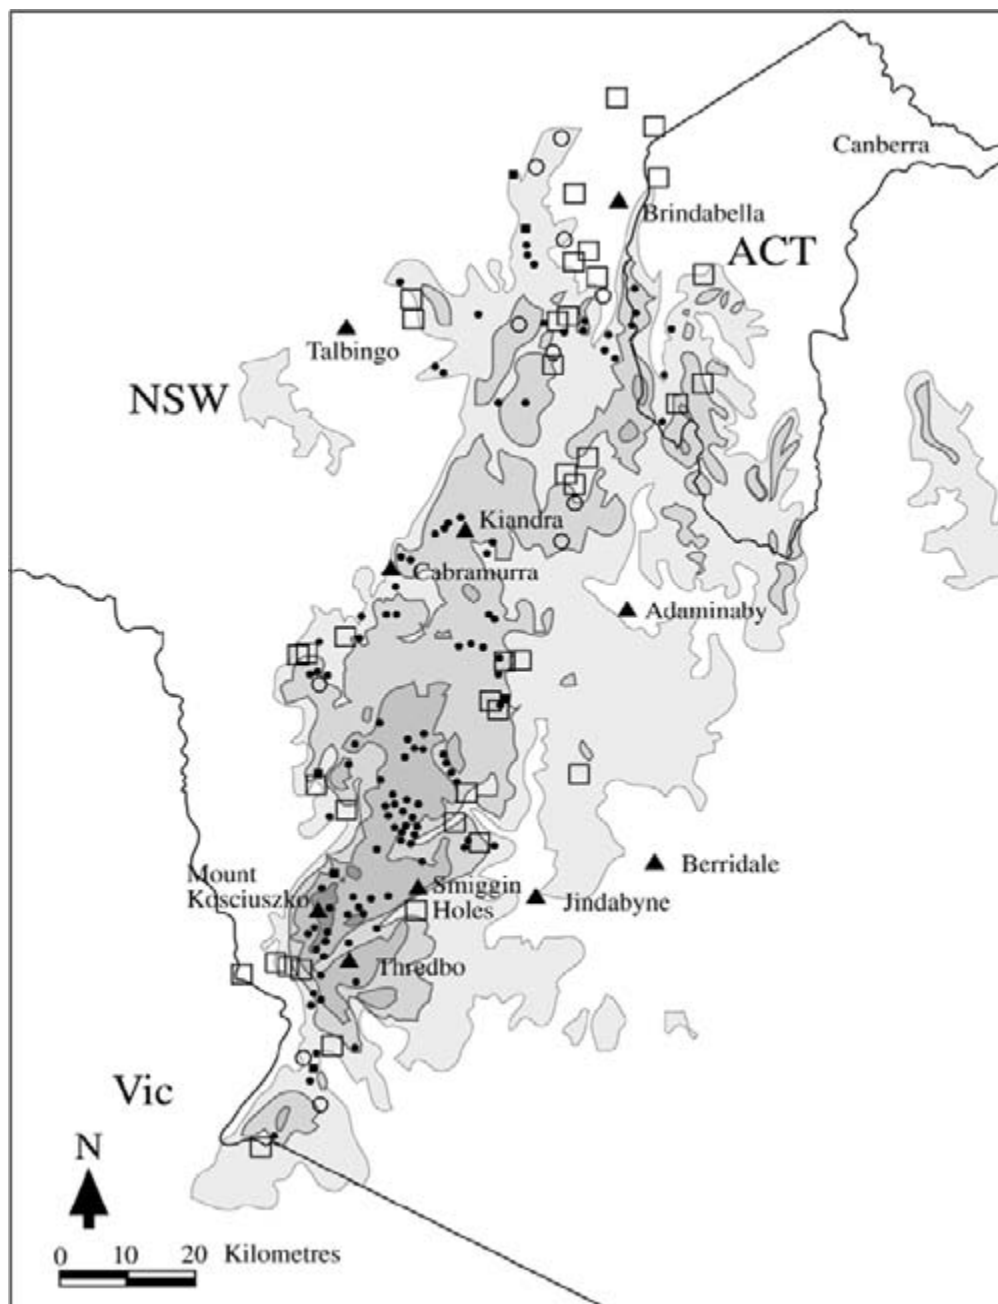 Canberra
Brindabella
ACT
Talbingo
NSW
Kiandra
Cabramurra
Adaminaby
Berridale
Mount
Kosciuszko
Smiggin
Holes
Jindabyne
Thredbo
Vic
N
0 10 20 Kilometres